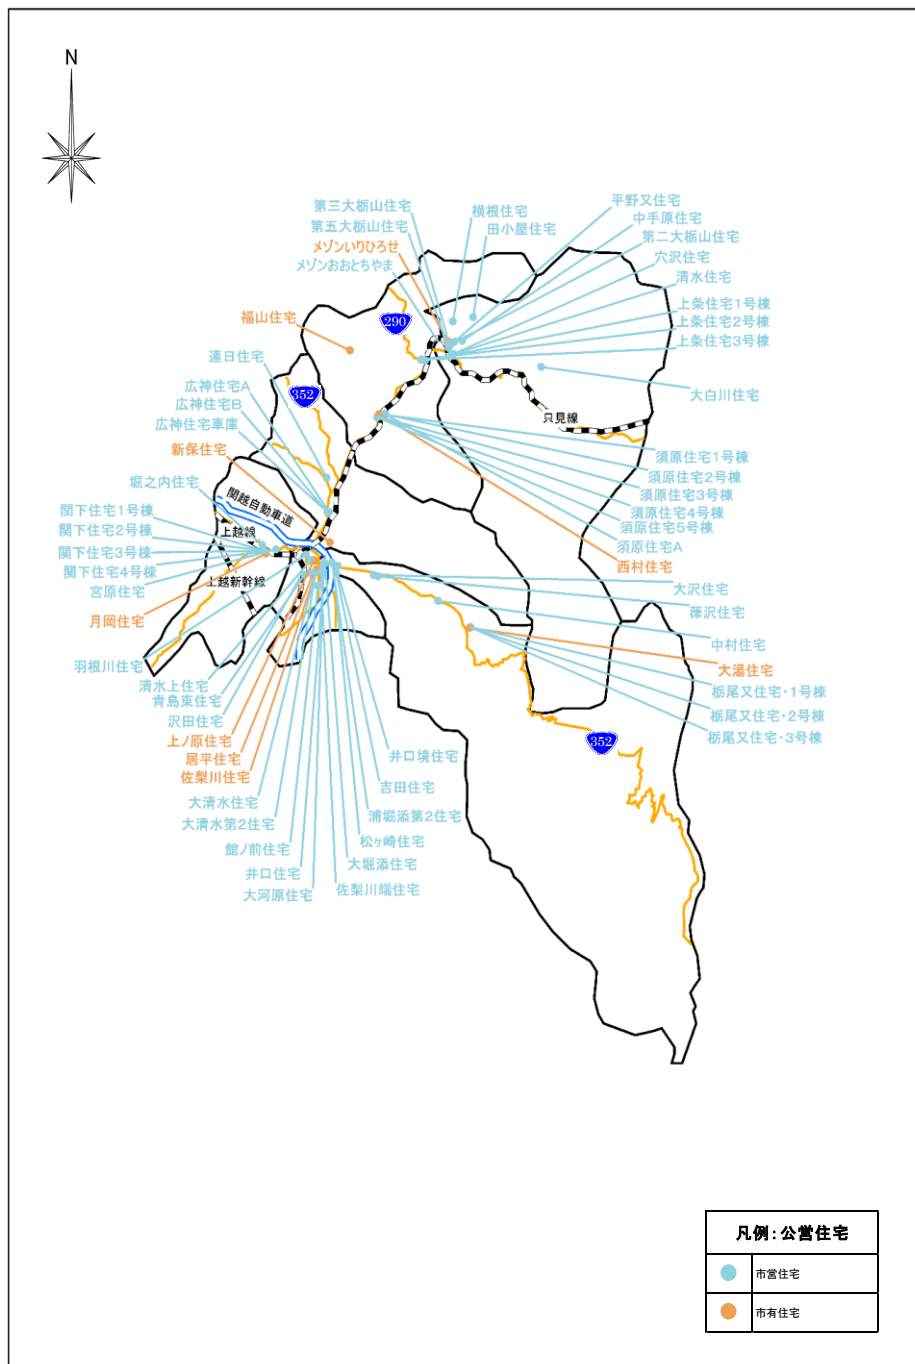 N
第三大栃山住宅
第五大栃山住宅
メゾンいりひろせ
メゾンおおとちやま
横根住宅
田小屋住宅
平野又住宅
中手原住宅
第二大栃山住宅
穴沢住宅
清水住宅
上条住宅1号棟
上条住宅2号棟
上条住宅3号棟
福山住宅
290
連日住宅
352
広神住宅A
広神住宅B
広神住宅車庫
新保住宅
大白川住宅
只見線
堀之内住宅
関越自動車道
関下住宅1号棟
関下住宅2号棟
関下住宅3号棟
関下住宅4号棟
宮原住宅
上越線
上越新幹線
月岡住宅
須原住宅1号棟
須原住宅2号棟
須原住宅3号棟
須原住宅4号棟
須原住宅5号棟
須原住宅A
西村住宅
大沢住宅
葎沢住宅
中村住宅
大湯住宅
栃尾又住宅・1号棟
栃尾又住宅・2号棟
栃尾又住宅・3号棟
352
羽根川住宅
清水上住宅
青島東住宅
沢田住宅
上ノ原住宅
居平住宅
佐梨川住宅
大清水住宅
大清水第2住宅
館ノ前住宅
井口住宅
大河原住宅
井口境住宅
吉田住宅
浦堀添第2住宅
松ヶ崎住宅
大堀添住宅
佐梨川端住宅
凡例：公営住宅
市営住宅
市有住宅